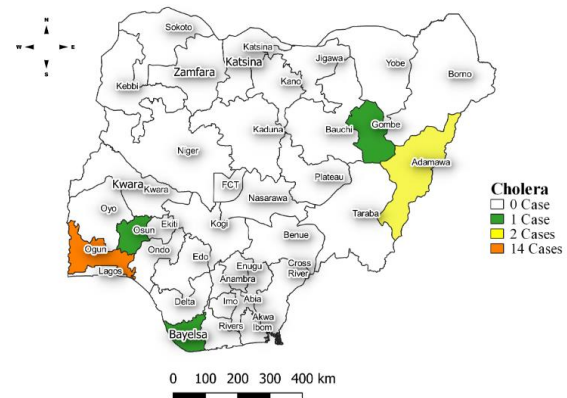 N
W E
S
Sokoto
Katsina
Katsina
Jigawa
Yobe
Borno
Zamfara
Kano
Kebbi
Gombe
Bauchi
Kaduna
Niger
Adamawa
Plateau
Kwara
Kwara
FCT
Nasarawa
Oyo
Taraba
Kogi
Osun
Ekiti
Benue
Ogun
Ondo
Edo
Lagos
Enugu
Cross
River
Anambra
Delta
Imo
Abia
Akwa
Ibom
Rivers
Bayelsa
Cholera
0 Case
1 Case
2 Cases
14 Cases
0 100 200 300 400 km